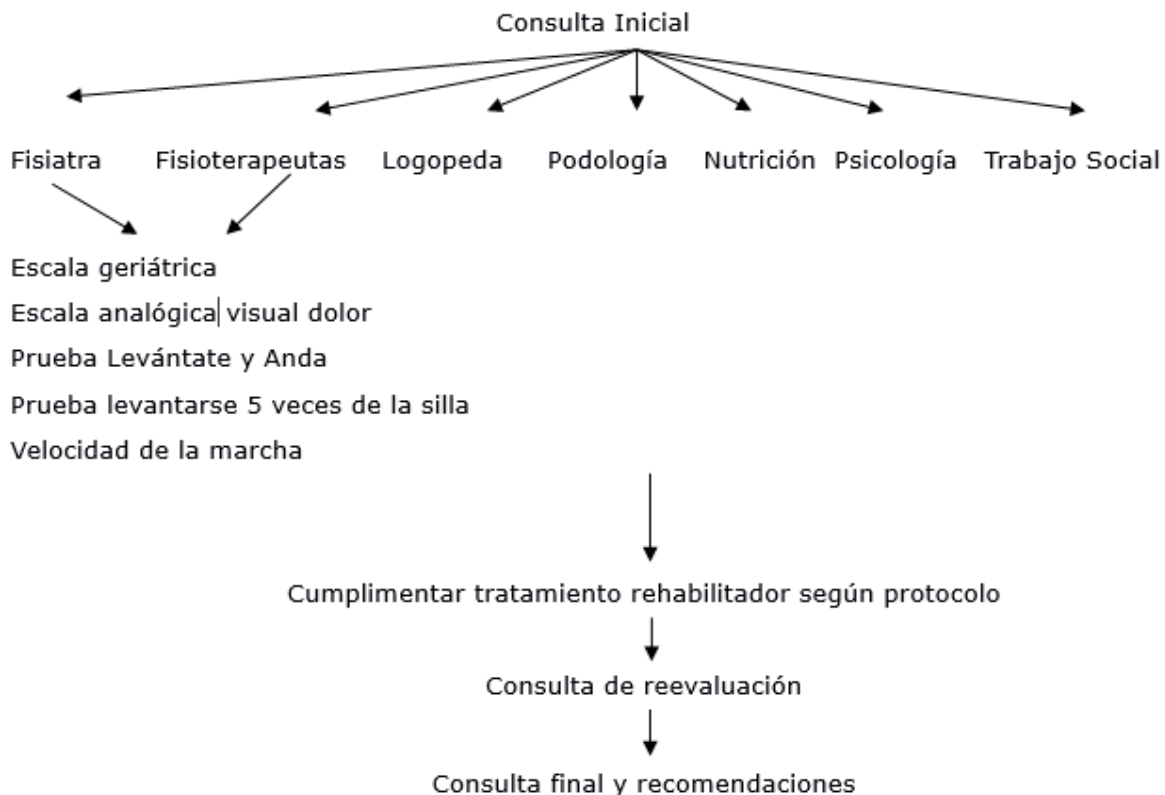 Consulta Inicial
Fisiatra Fisioterapeutas Logopeda Podología Nutrición Psicología Trabajo Social
Escala geriátrica
Escala analógica visual dolor
Prueba Levántate y Anda
Prueba levantarse 5 veces de la silla
Velocidad de la marcha
Cumplimentar tratamiento rehabilitador según protocolo
Consulta de reevaluación
Consulta final y recomendaciones